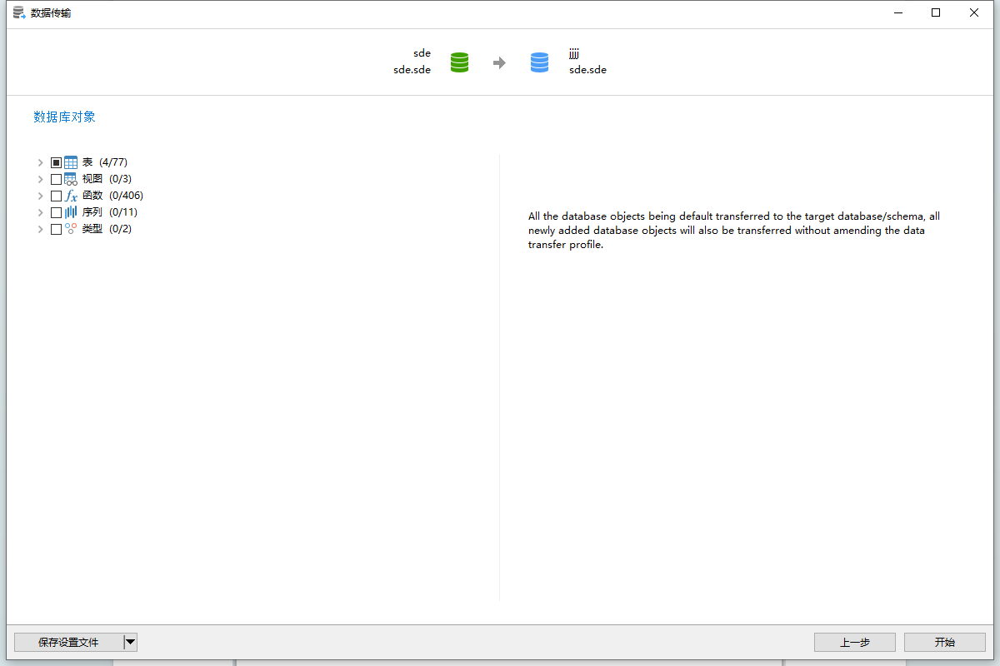 数据传输
sde
sde.sde
jjjj
sde.sde
数据库对象
表 (4/77)
视图 (0/3)
fx 函数 (0/406)
序列 (0/11)
类型 (0/2)
All the database objects being default transferred to the target database/schema, all
newly added database objects will also be transferred without amending the data
transfer profile.
保存设置文件
上一步
开始